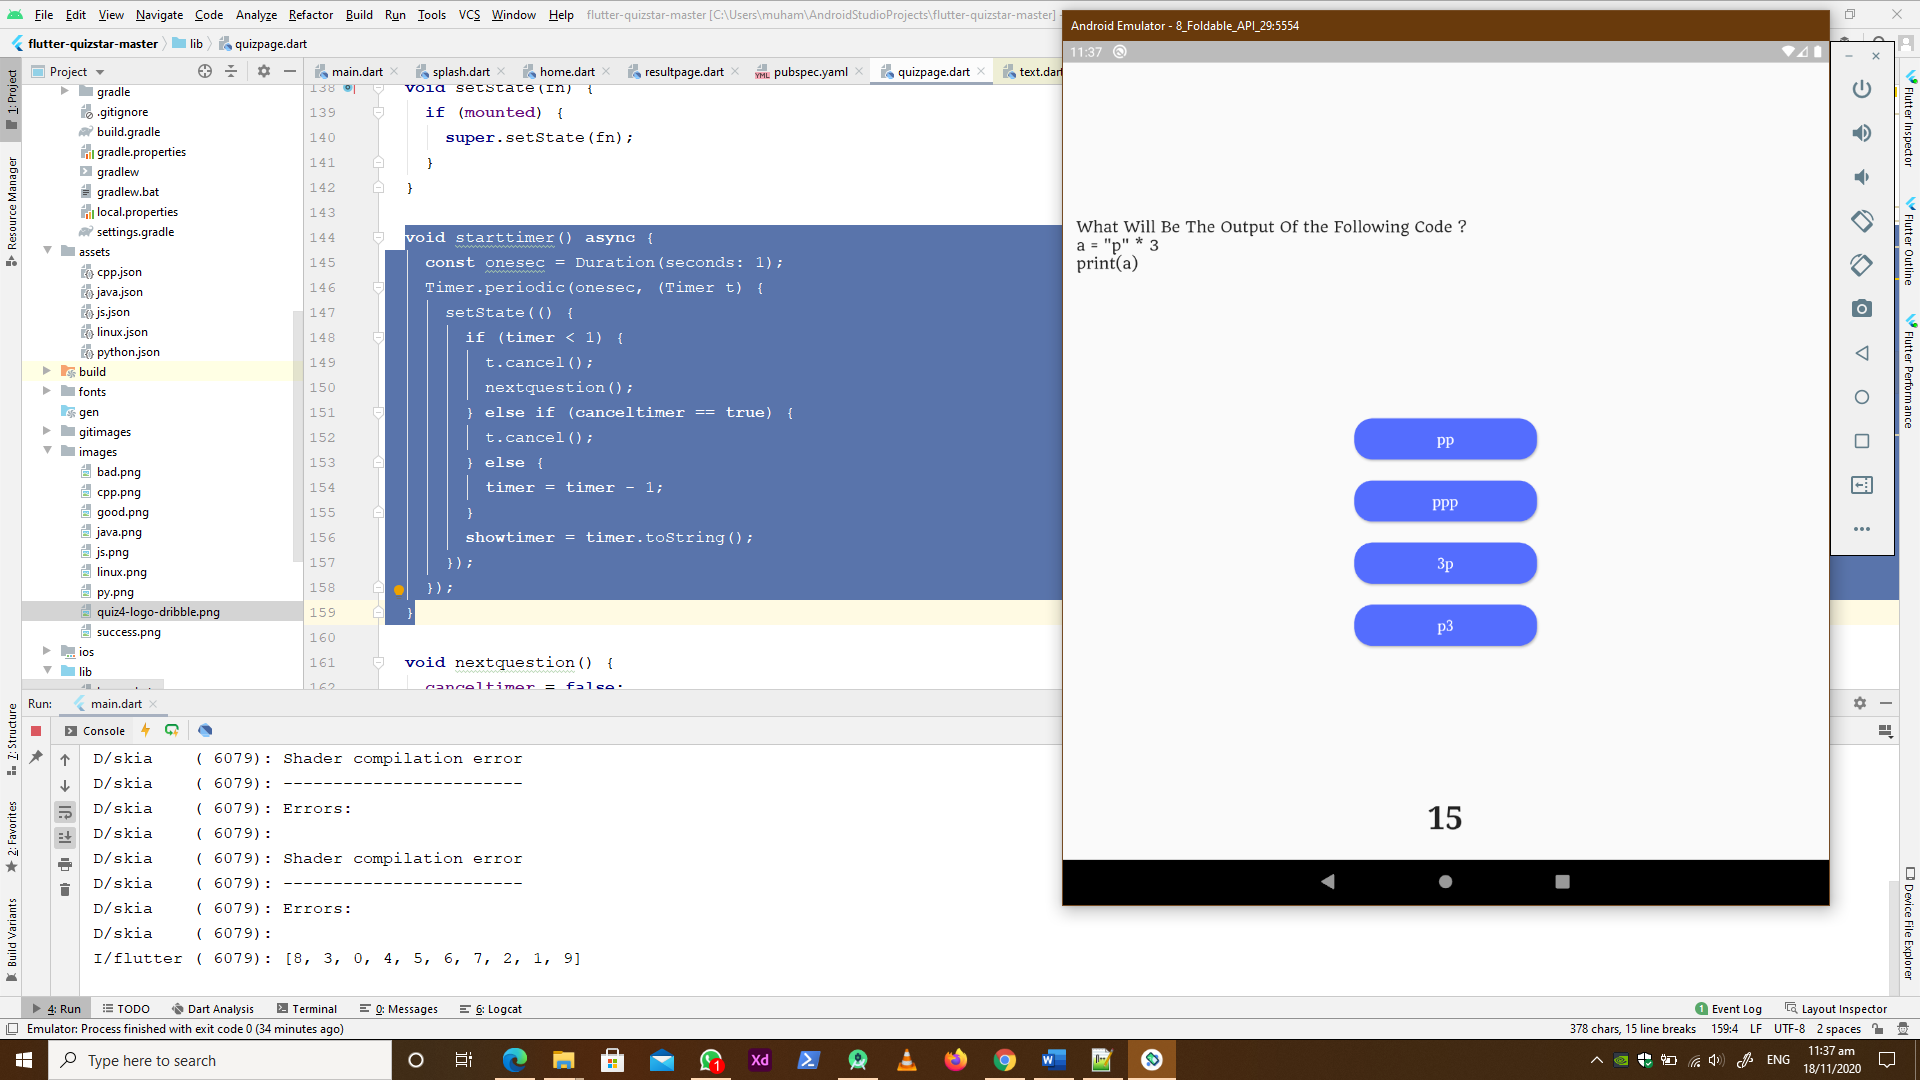 File Edit View Navigate Code Analyze Refactor Build Run Tools VCS Window Help flutter-quizstar-master [C:\Users\muham\AndroidStudioProjects\flutter-quizstar-master]
flutter-quizstar-master lib quizpage.dart
Project
main.dart splash.dart home.dart resultpage.dart pubspec.yaml quizpage.dart text.dart
1: Project
Resource Manager
7: Structure
2: Favorites
Build Variants
gradle
.gitignore
build.gradle
gradle.properties
gradlew
gradlew.bat
local.properties
settings.gradle
assets
cpp.json
java.json
js.json
linux.json
python.json
build
fonts
gen
gitimages
images
bad.png
cpp.png
good.png
java.png
js.png
linux.png
py.png
quiz4-logo-dribble.png
success.png
ios
lib
138 void setState(fn) {
139 if (mounted) {
140 super.setState(fn);
141 }
142 }
143
144 void starttimer() async {
145 const onesec = Duration(seconds: 1);
146 Timer.periodic(onesec, (Timer t) {
147 setState(() {
148 if (timer < 1) {
149 t.cancel();
150 nextquestion();
151 } else if (canceltimer == true) {
152 t.cancel();
153 } else {
154 timer = timer - 1;
155 }
156 showtimer = timer.toString();
157 });
158 });
159 }
160
161 void nextquestion() {
162 canceltimer = false;
Android Emulator - 8_Foldable_API_29:5554
11:37
What Will Be The Output Of the Following Code ?
a = "p" * 3
print(a)
pp
ppp
3p
p3
15
Flutter Inspector
Flutter Outline
Flutter Performance
Device File Explorer
Run: main.dart
Console
D/skia ( 6079): Shader compilation error
D/skia ( 6079): ------------------------
D/skia ( 6079): Errors:
D/skia ( 6079):
D/skia ( 6079): Shader compilation error
D/skia ( 6079): ------------------------
D/skia ( 6079): Errors:
D/skia ( 6079):
I/flutter ( 6079): [8, 3, 0, 4, 5, 6, 7, 2, 1, 9]
4: Run TODO Dart Analysis Terminal 0: Messages 6: Logcat 1 Event Log Layout Inspector
Emulator: Process finished with exit code 0 (34 minutes ago) 378 chars, 15 line breaks 159:4 LF UTF-8 2 spaces
Type here to search
Xd
1
ENG
11:37 am
18/11/2020